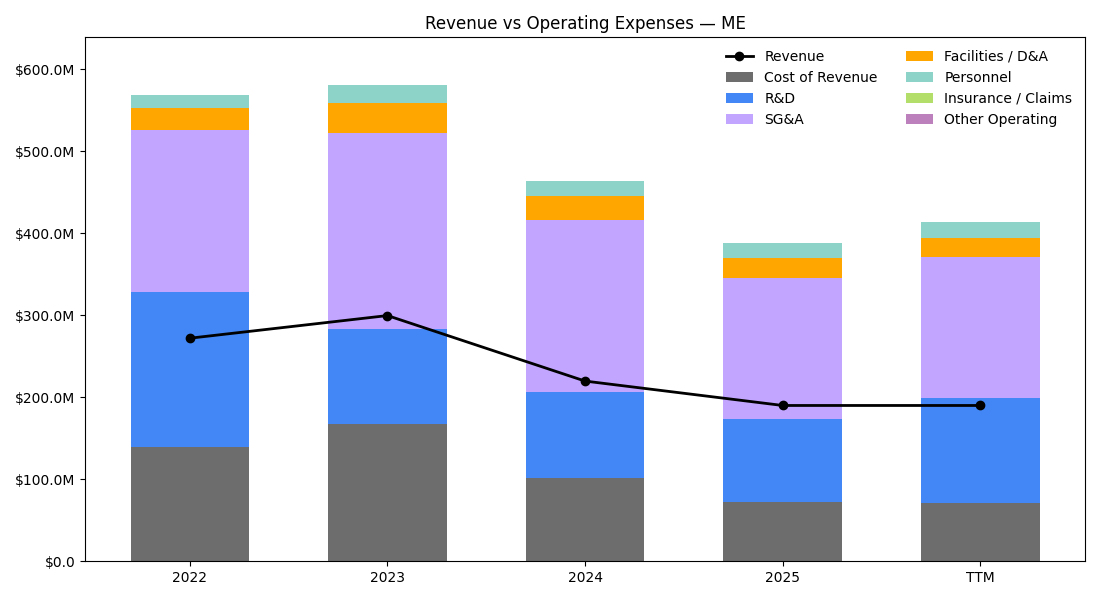 Revenue vs Operating Expenses — ME
Revenue
Cost of Revenue
R&D
SG&A
Facilities / D&A
Personnel
Insurance / Claims
Other Operating
$600.0M
$500.0M
$400.0M
$300.0M
$200.0M
$100.0M
$0.0
2022 2023 2024 2025 TTM